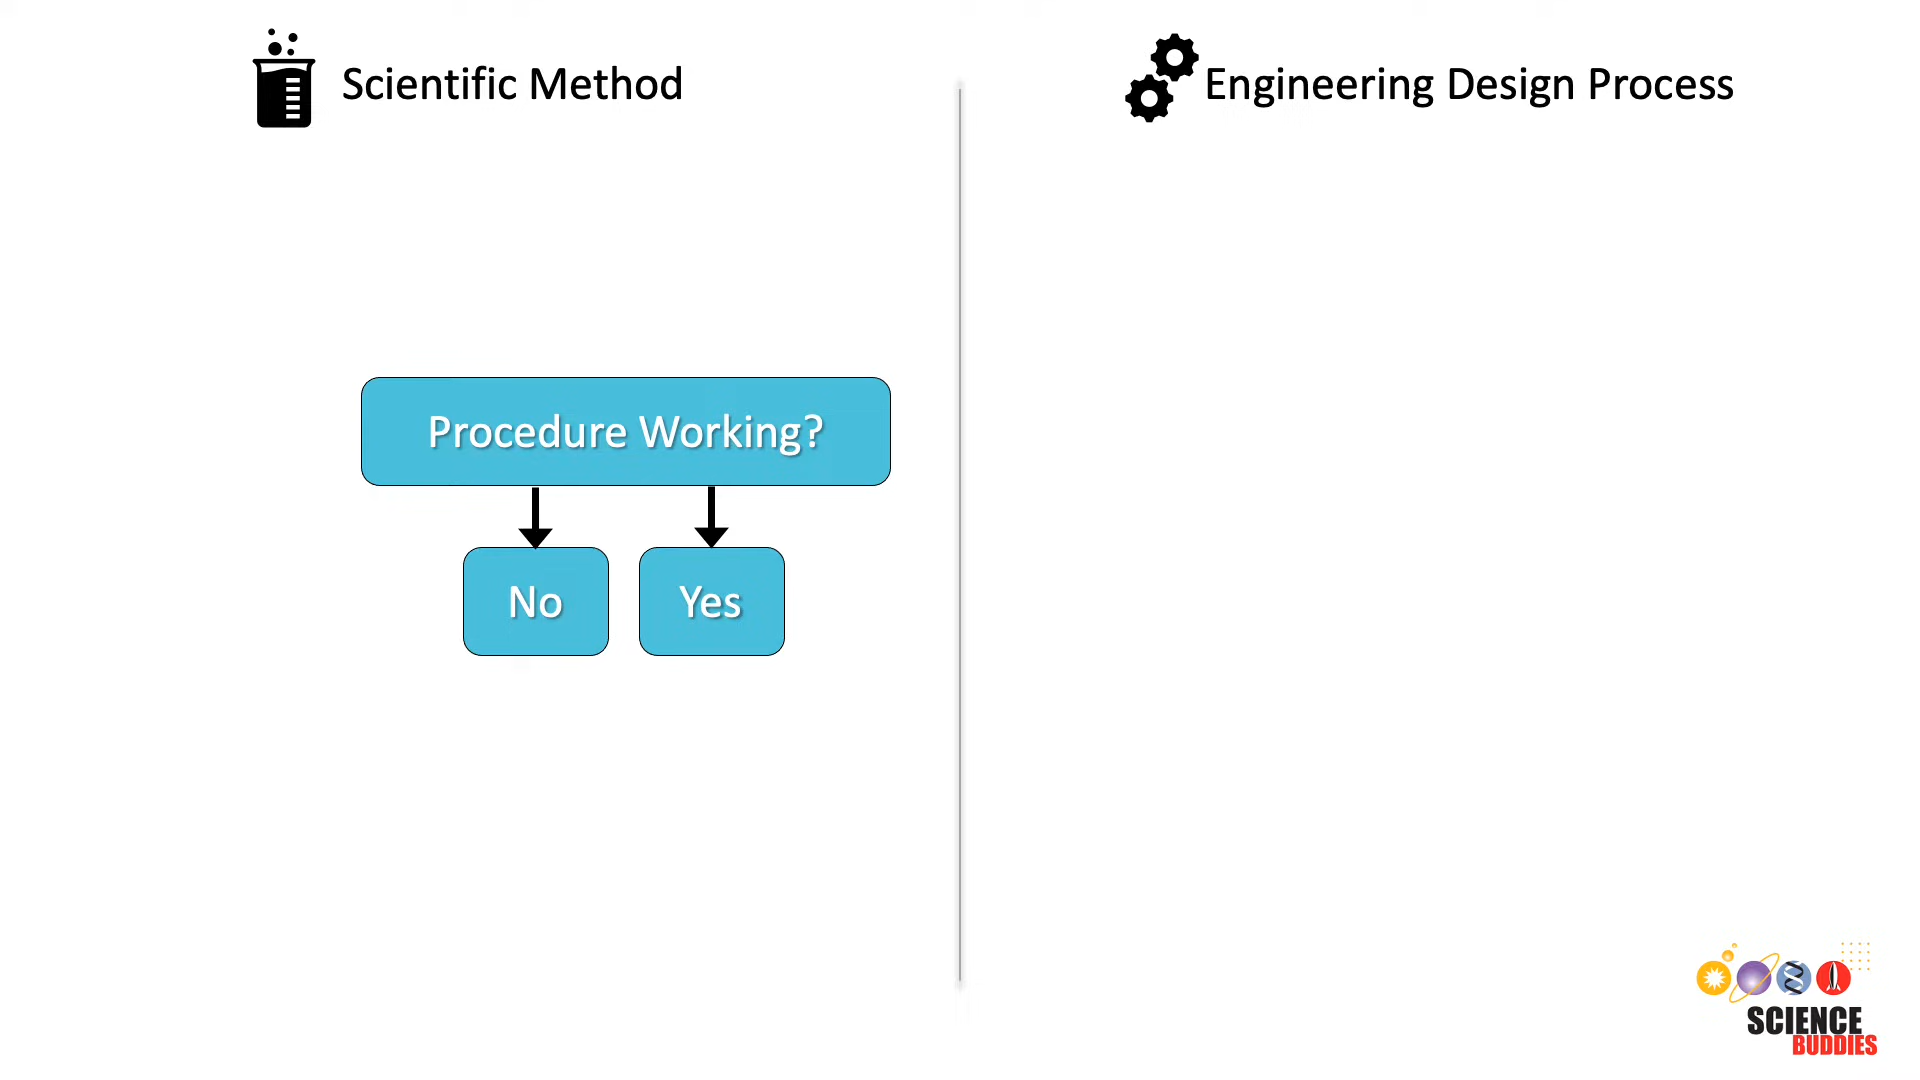 Scientific Method
Engineering Design Process
Procedure Working?
No
Yes
SCIENCE
BUDDIES